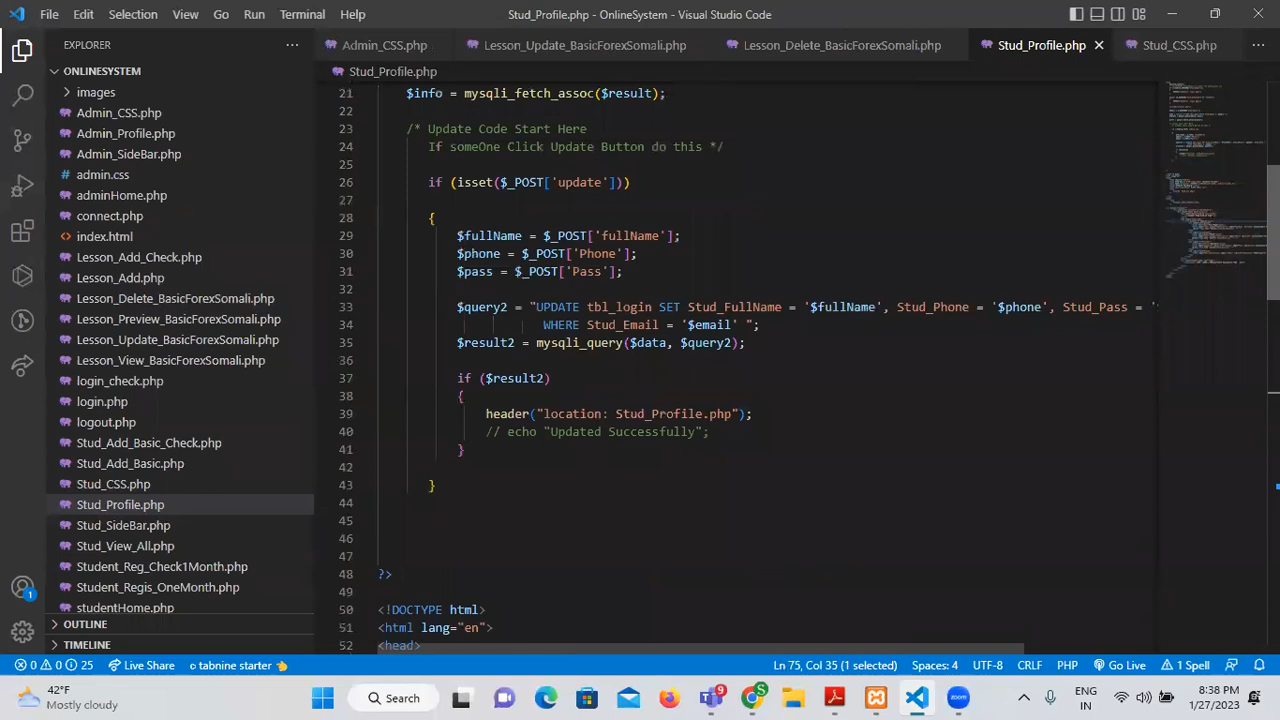 File Edit Selection View Go Run Terminal Help Stud_Profile.php - OnlineSystem - Visual Studio Code
EXPLORER
Admin_CSS.php Lesson_Update_BasicForexSomali.php Lesson_Delete_BasicForexSomali.php Stud_Profile.php Stud_CSS.php
ONLINESYSTEM
images
Admin_CSS.php
Admin_Profile.php
Admin_SideBar.php
admin.css
adminHome.php
connect.php
index.html
Lesson_Add_Check.php
Lesson_Add.php
Lesson_Delete_BasicForexSomali.php
Lesson_Preview_BasicForexSomali.php
Lesson_Update_BasicForexSomali.php
Lesson_View_BasicForexSomali.php
login_check.php
login.php
logout.php
Stud_Add_Basic_Check.php
Stud_Add_Basic.php
Stud_CSS.php
Stud_Profile.php
Stud_SideBar.php
Stud_View_All.php
Student_Reg_Check1Month.php
Student_Regis_OneMonth.php
studentHome.php
OUTLINE
TIMELINE
Stud_Profile.php
21 $info = mysqli_fetch_assoc($result);
22
23 // Update
24 If someone click Update Button do this */
25
26 if (isset($_POST['update']))
27
28 {
29 $fullName = $_POST['fullName'];
30 $phone = $_POST['Phone'];
31 $pass = $_POST['Pass'];
32
33 $query2 = "UPDATE tbl_login SET Stud_FullName = '$fullName', Stud_Phone = '$phone', Stud_Pass = '
34 WHERE Stud_Email = '$email' ";
35 $result2 = mysqli_query($data, $query2);
36
37 if ($result2)
38 {
39 header("location: Stud_Profile.php");
40 // echo "Updated Successfully";
41 }
42
43 }
44
45
46
47
48 ?>
49
50 <!DOCTYPE html>
51 <html lang="en">
52 <head>
0 0 25 Live Share tabnine starter Ln 75, Col 35 (1 selected) Spaces: 4 UTF-8 CRLF PHP Go Live 1 Spell
42°F
Mostly cloudy
Search
9
ENG
IN
8:38 PM
1/27/2023